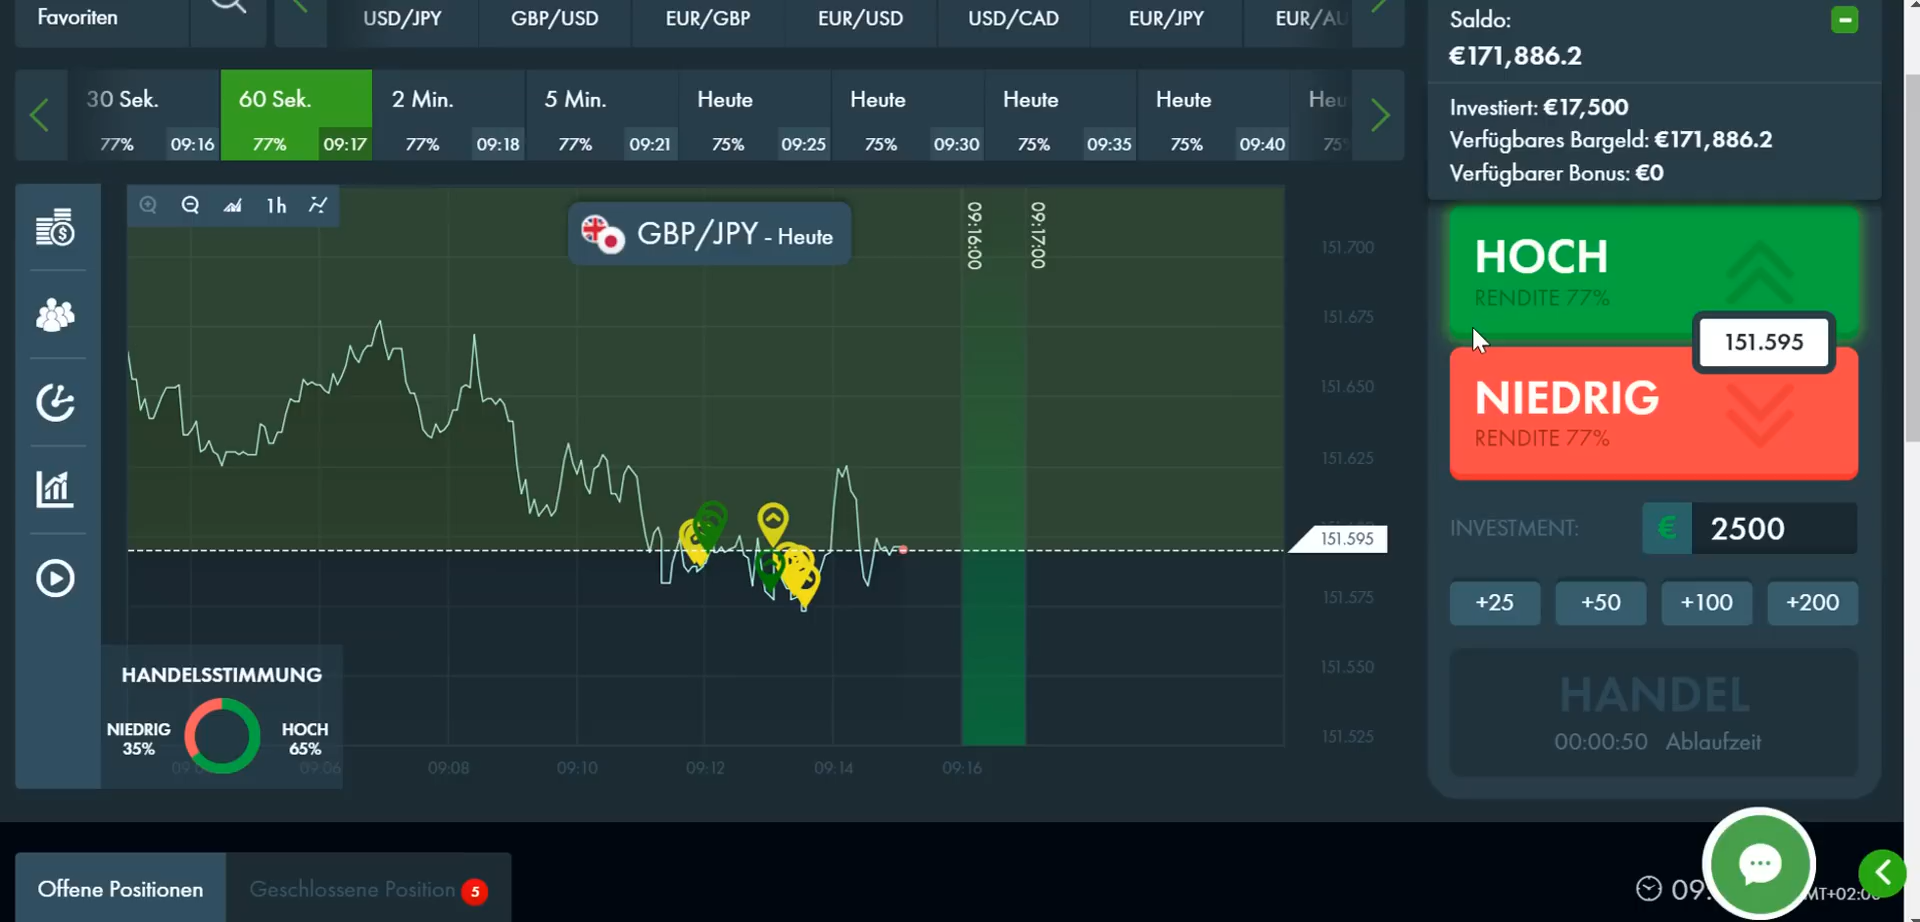 Favoriten
USD/JPY GBP/USD EUR/GBP EUR/USD USD/CAD EUR/JPY EUR/AU
Saldo:
€171,886.2
30 Sek. 60 Sek. 2 Min. 5 Min. Heute Heute Heute Heute Heu
77% 09:16 77% 09:17 77% 09:18 77% 09:21 75% 09:25 75% 09:30 75% 09:35 75% 09:40 75%
Investiert: €17,500
Verfügbares Bargeld: €171,886.2
Verfügbarer Bonus: €0
1h
GBP/JPY - Heute
09:16:00
09:17:00
151.700
151.675
151.650
151.625
151.595
151.575
151.550
151.525
HOCH
RENDITE 77%
151.595
NIEDRIG
RENDITE 77%
INVESTMENT: € 2500
+25 +50 +100 +200
HANDEL
00:00:50 Ablaufzeit
HANDELSSTIMMUNG
NIEDRIG
35%
HOCH
65%
09:06 09:08 09:10 09:12 09:14 09:16
Offene Positionen Geschlossene Position 5